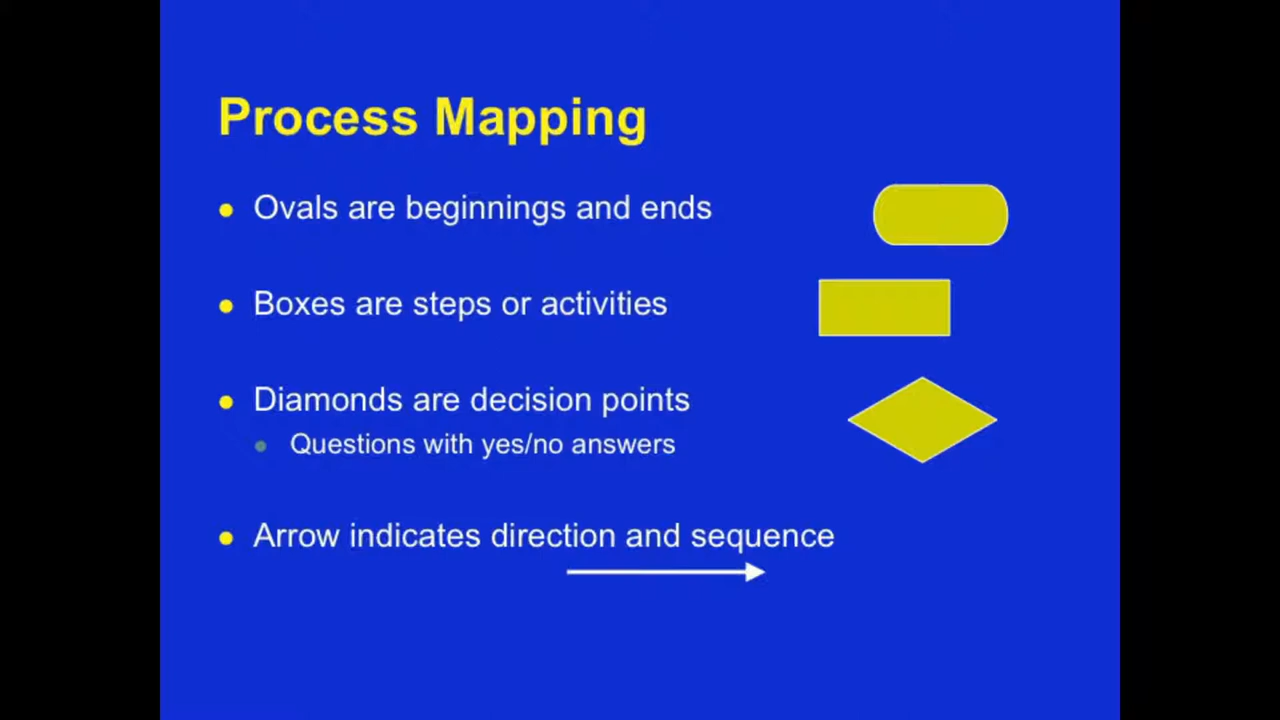 Process Mapping
Ovals are beginnings and ends
Boxes are steps or activities
Diamonds are decision points
Questions with yes/no answers
Arrow indicates direction and sequence